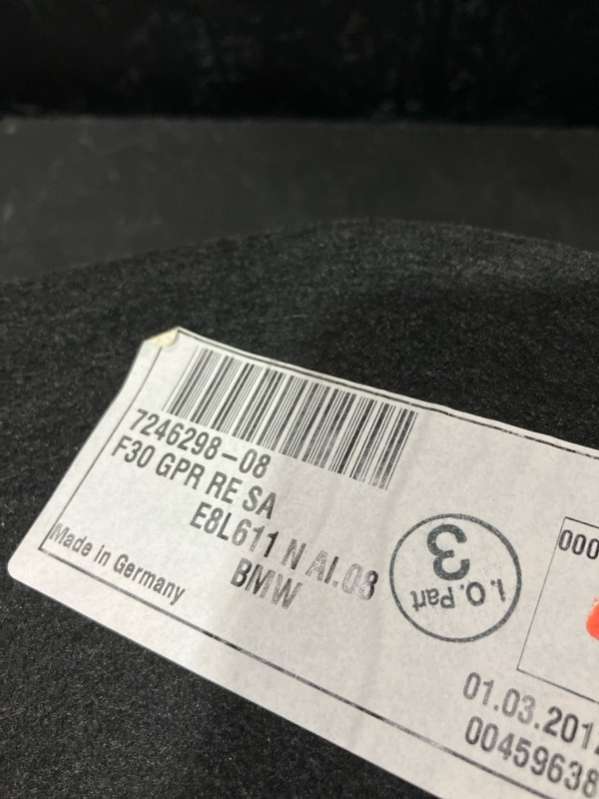 7246298-08
F30 GPR RE SA
E8L611 N AI.08
BMW
Made in Germany
3
I.O.Part
000
01.03.2012
00459638